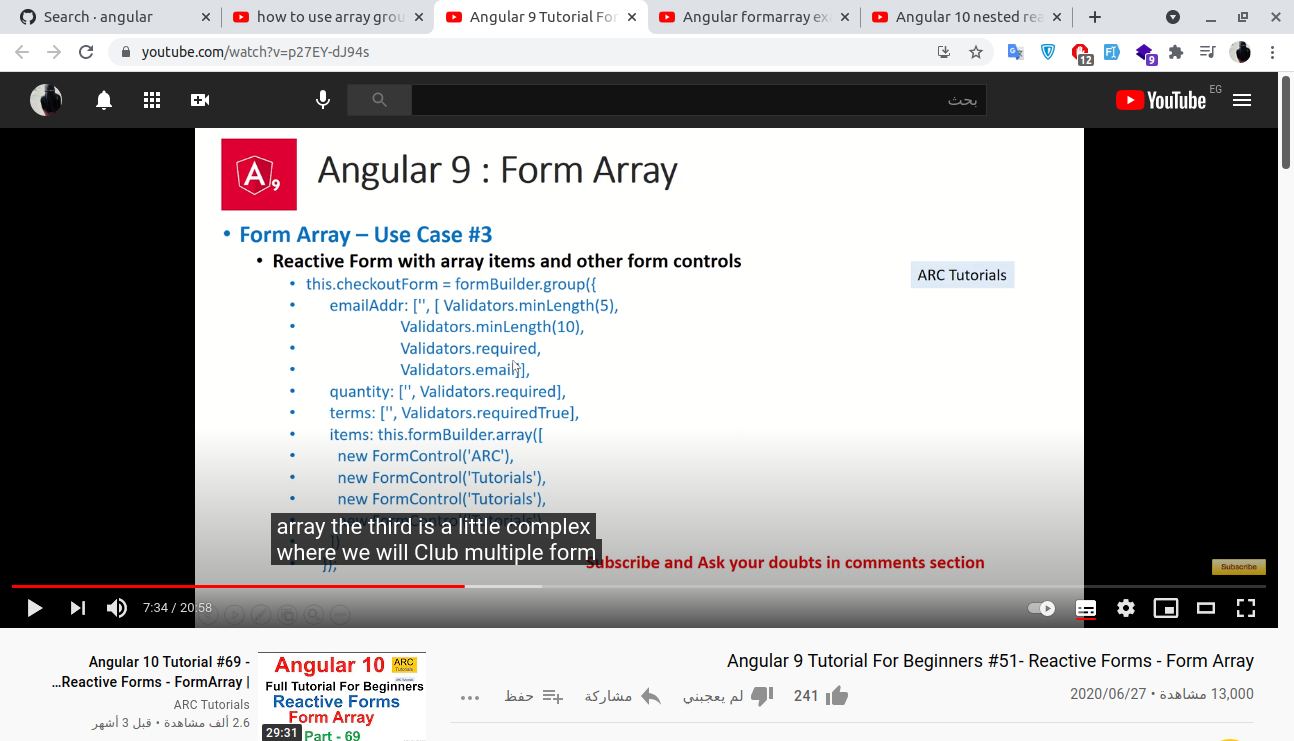 Search · angular
how to use array grou
Angular 9 Tutorial For
Angular formarray ex
Angular 10 nested rea
youtube.com/watch?v=p27EY-dJ94s
12
9
بحث
YouTube EG
A9
Angular 9 : Form Array
• Form Array – Use Case #3
• Reactive Form with array items and other form controls
ARC Tutorials
• this.checkoutForm = formBuilder.group({
• emailAddr: ['', [ Validators.minLength(5),
• Validators.minLength(10),
• Validators.required,
• Validators.email]],
• quantity: ['', Validators.required],
• terms: ['', Validators.requiredTrue],
• items: this.formBuilder.array([
• new FormControl('ARC'),
• new FormControl('Tutorials'),
• new FormControl('Tutorials'),
array the third is a little complex
where we will Club multiple form
});
Subscribe and Ask your doubts in comments section
Subscribe
7:34 / 20:58
Angular 10 Tutorial #69 -
...Reactive Forms - FormArray |
ARC Tutorials
2.6 ألف مشاهدة • قبل 3 أشهر
Angular 10
ARC
Tutorials
Full Tutorial For Beginners
Reactive Forms
Form Array
Part - 69
29:31
Angular 9 Tutorial For Beginners #51- Reactive Forms - Form Array
13,000 مشاهدة • 2020/06/27
241
لم يعجبني
مشاركة
حفظ